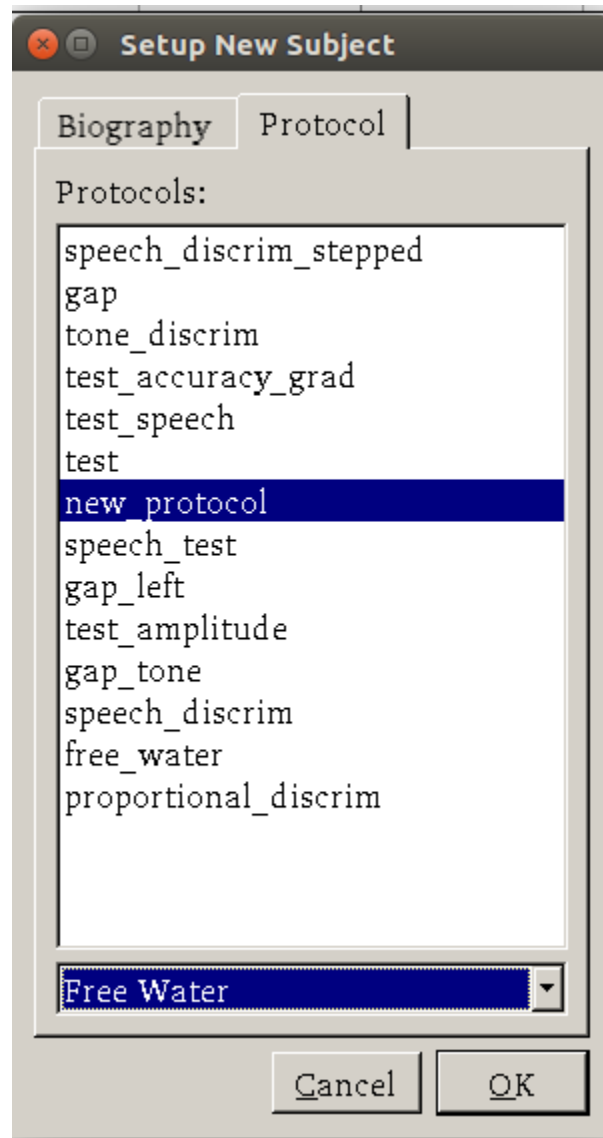 Setup New Subject
Biography Protocol
Protocols:
speech_discrim_stepped
gap
tone_discrim
test_accuracy_grad
test_speech
test
new_protocol
speech_test
gap_left
test_amplitude
gap_tone
speech_discrim
free_water
proportional_discrim
Free Water
Cancel OK